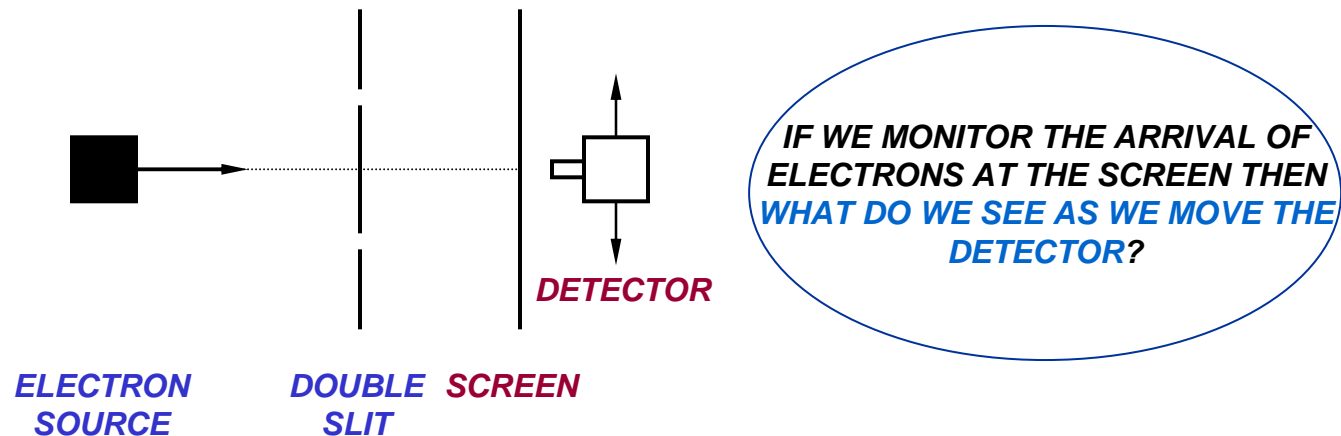 IF WE MONITOR THE ARRIVAL OF
ELECTRONS AT THE SCREEN THEN
WHAT DO WE SEE AS WE MOVE THE
DETECTOR?
DETECTOR
ELECTRON
SOURCE
DOUBLE
SLIT
SCREEN